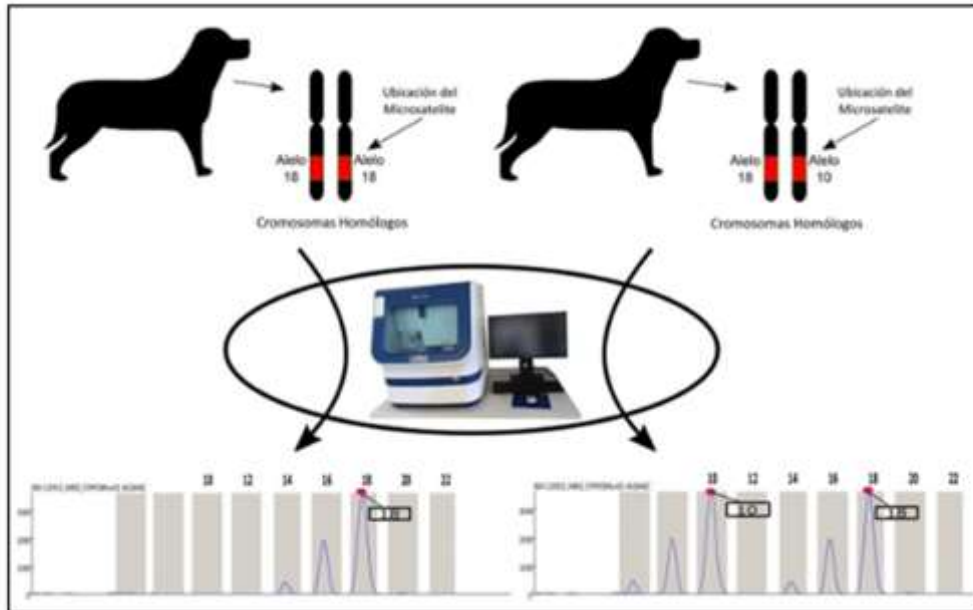 Ubicación del
Microsatelite
Alelo
18
Alelo
18
Cromosomas Homólogos
Ubicación del
Microsatelite
Alelo
18
Alelo
10
Cromosomas Homólogos
10 12 14 16 18 20 22
18
10 12 14 16 18 20 22
10
18